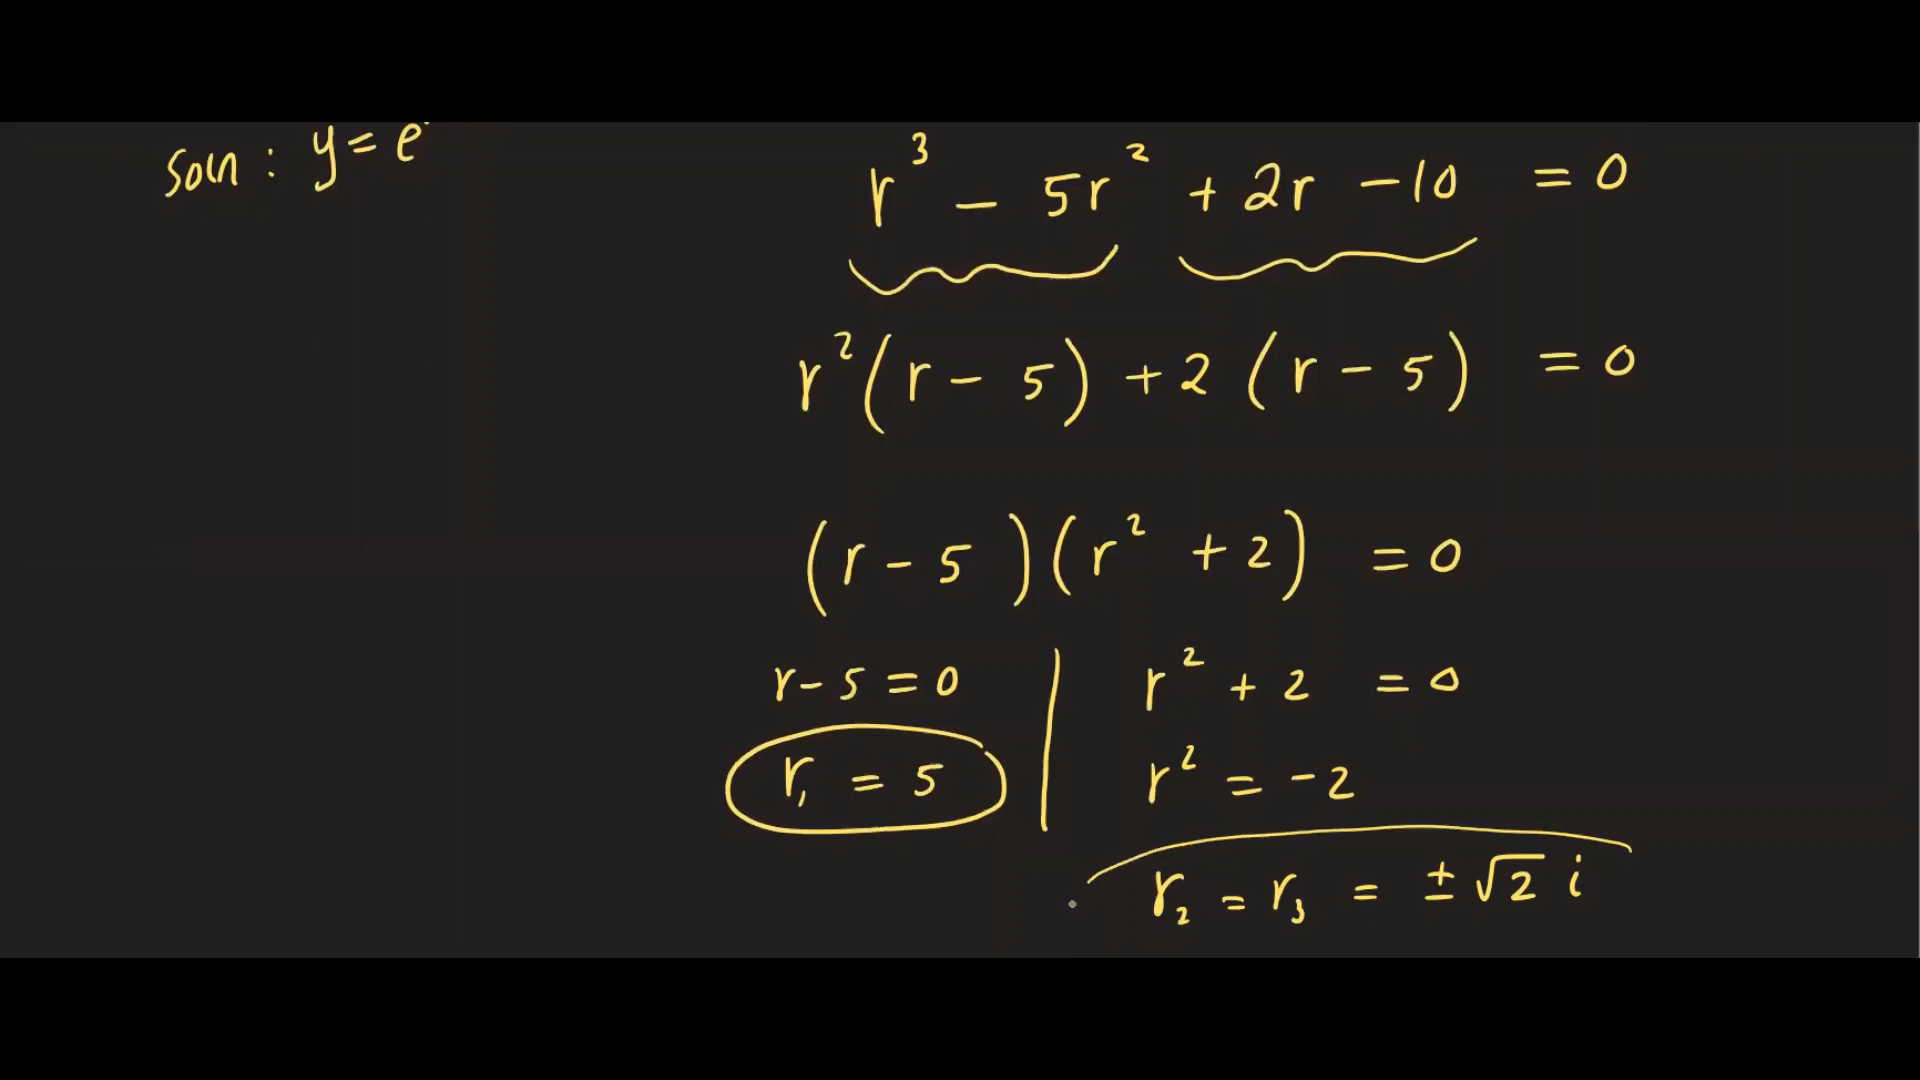 soln : y = e
r³ - 5r² + 2r - 10 = 0
r²(r - 5) + 2 (r - 5) = 0
(r - 5)(r² + 2) = 0
r - 5 = 0
r₁ = 5
r² + 2 = 0
r² = -2
r₂ = r₃ = ±√2 i